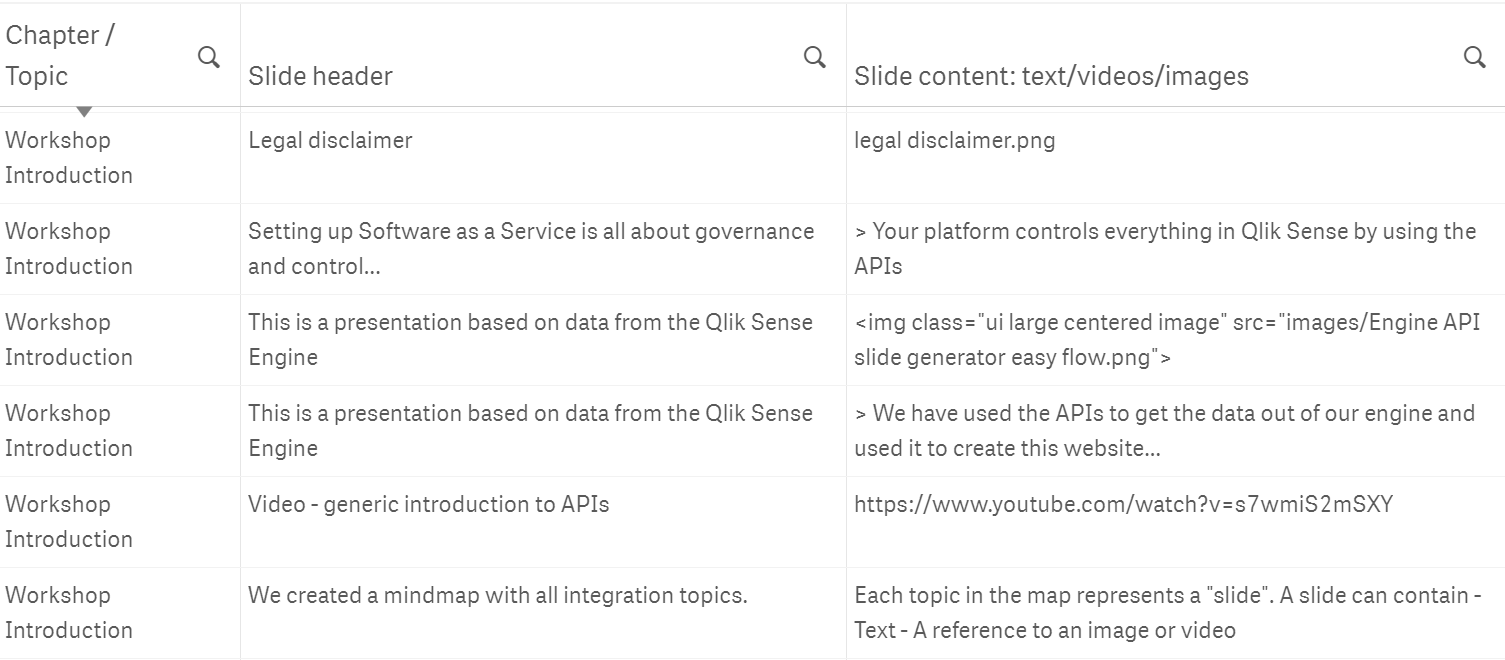 Chapter /
Topic
Slide header
Slide content: text/videos/images
Workshop
Introduction
Legal disclaimer
legal disclaimer.png
Workshop
Introduction
Setting up Software as a Service is all about governance
and control...
> Your platform controls everything in Qlik Sense by using the
APIs
Workshop
Introduction
This is a presentation based on data from the Qlik Sense
Engine
<img class="ui large centered image" src="images/Engine API
slide generator easy flow.png">
Workshop
Introduction
This is a presentation based on data from the Qlik Sense
Engine
> We have used the APIs to get the data out of our engine and
used it to create this website...
Workshop
Introduction
Video - generic introduction to APIs
https://www.youtube.com/watch?v=s7wmiS2mSXY
Workshop
Introduction
We created a mindmap with all integration topics.
Each topic in the map represents a "slide". A slide can contain -
Text - A reference to an image or video